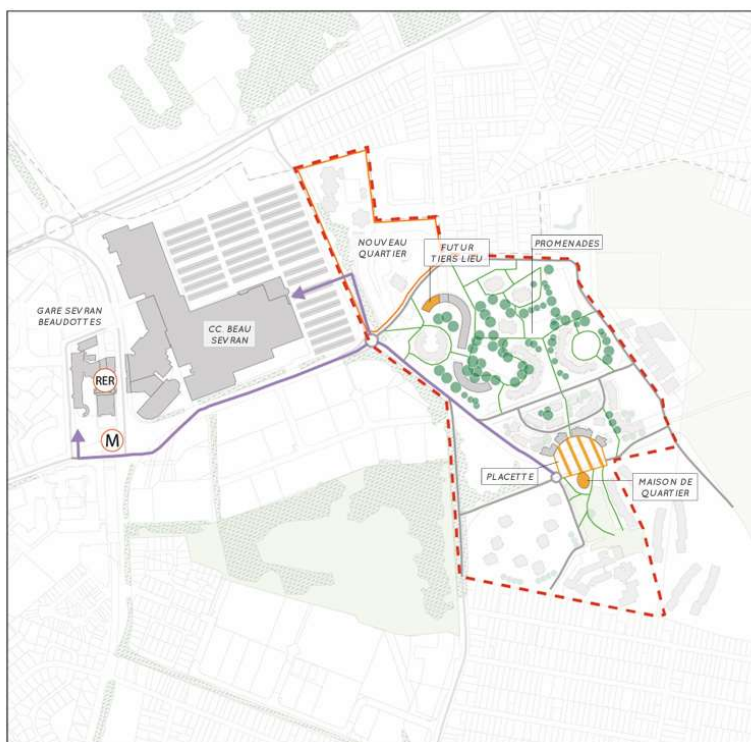 NOUVEAU
QUARTIER
FUTUR
TIERS LIEU
PROMENADES
GARE SEVRAN
BEAUDOTTES
CC. BEAU
SEVRAN
RER
M
PLACETTE
MAISON DE
QUARTIER